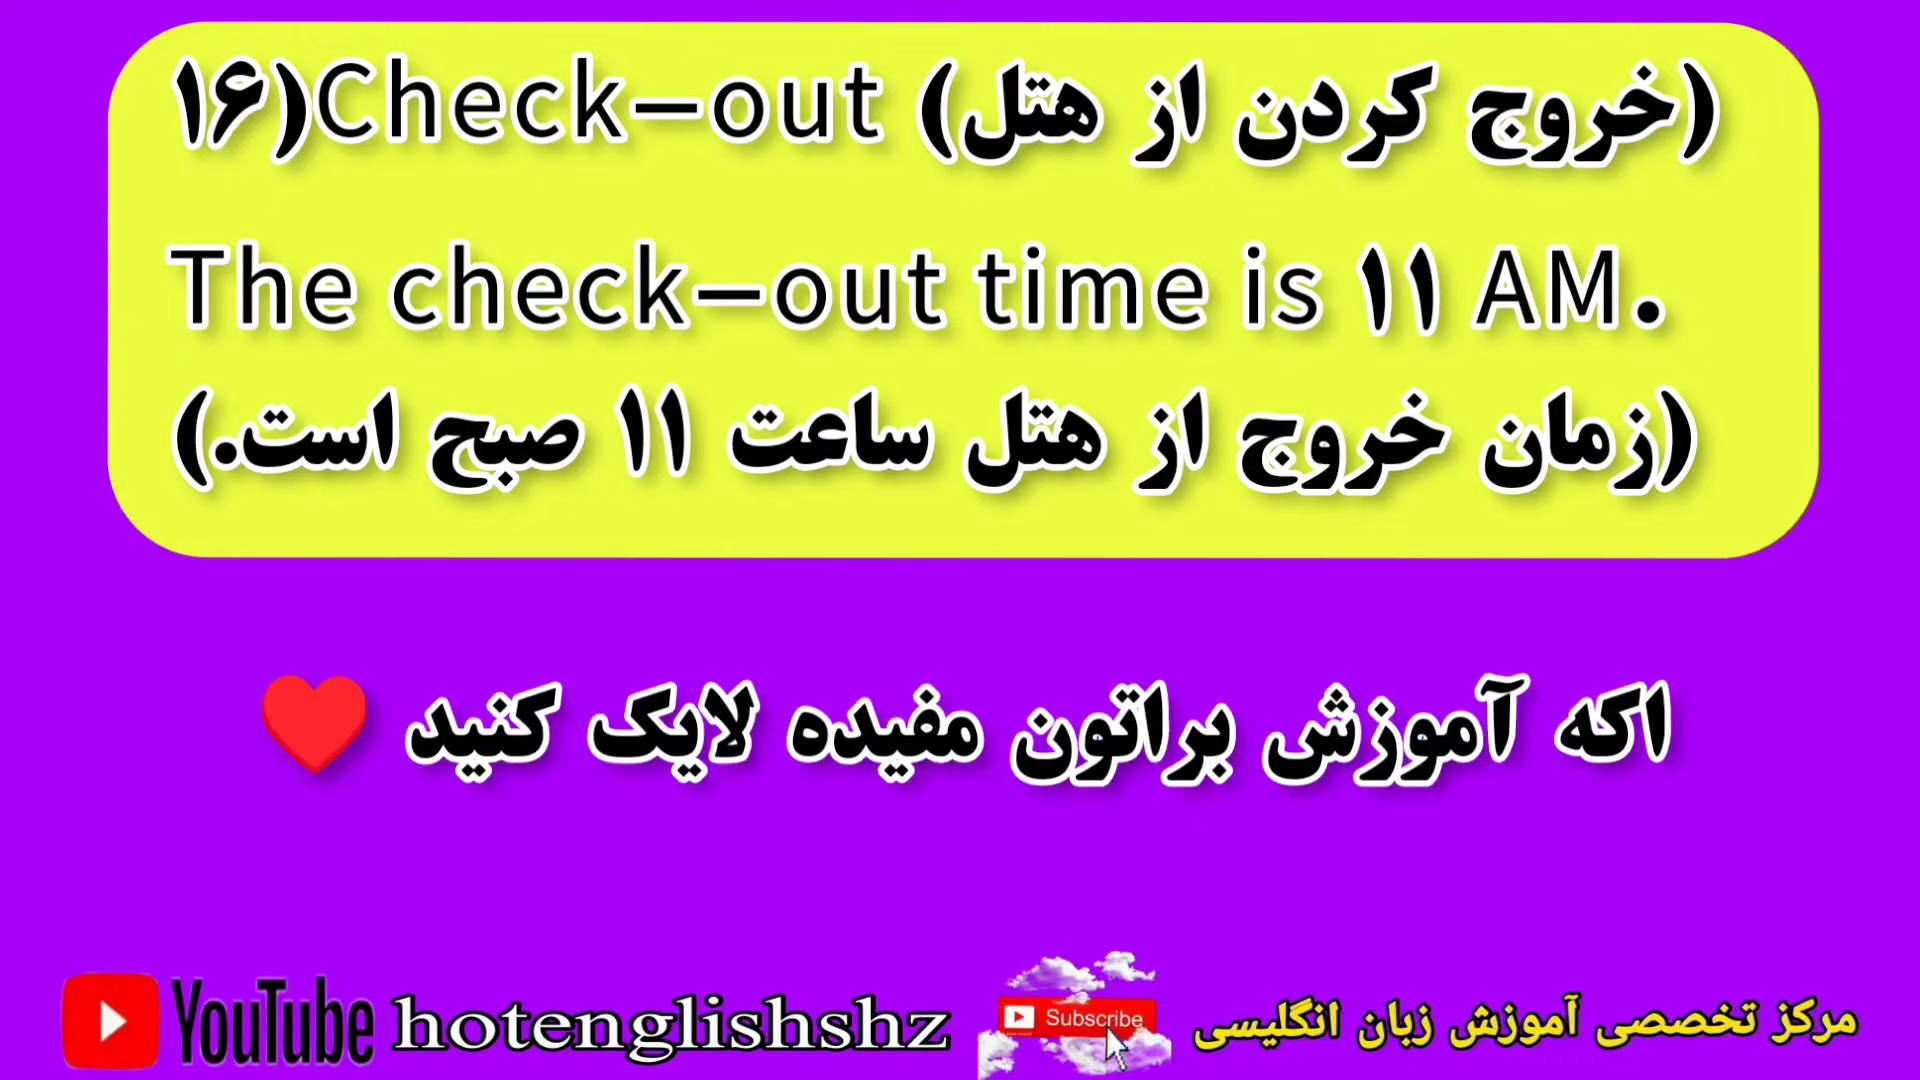 ۱۶)Check-out (خروج کردن از هتل)
The check-out time is ۱۱ AM.
(زمان خروج از هتل ساعت ۱۱ صبح است.)
اکه آموزش براتون مفیده لایک کنید ❤️
YouTube hotenglishshz Subscribe مرکز تخصصی آموزش زبان انگلیسی